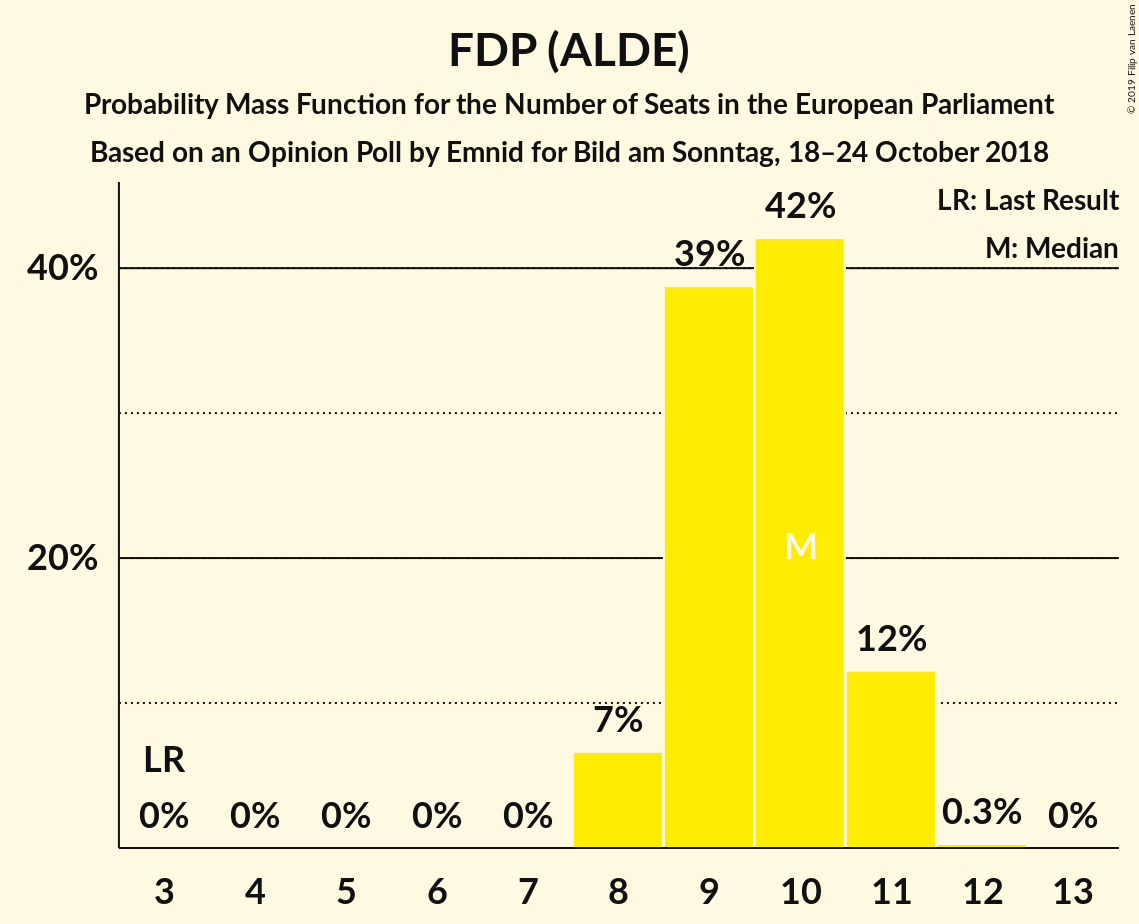 FDP (ALDE)
Probability Mass Function for the Number of Seats in the European Parliament
Based on an Opinion Poll by Emnid for Bild am Sonntag, 18–24 October 2018
© 2019 Filip van Laenen
LR: Last Result
M: Median
42%
39%
40%
M
20%
12%
7%
LR
0% 0% 0% 0% 0% 0.3% 0%
3 4 5 6 7 8 9 10 11 12 13